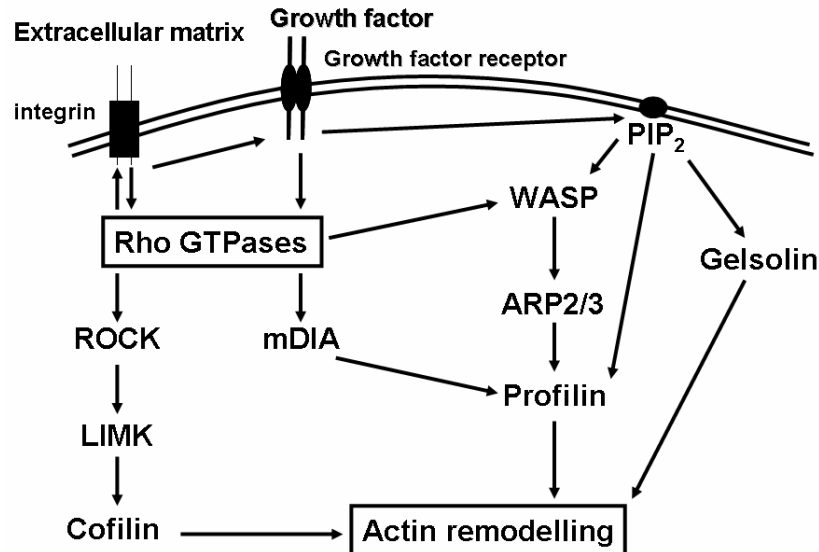 Growth factor
Extracellular matrix
Growth factor receptor
integrin
PIP2
WASP
Rho GTPases
Gelsolin
ARP2/3
ROCK
mDIA
Profilin
LIMK
Cofilin
Actin remodelling